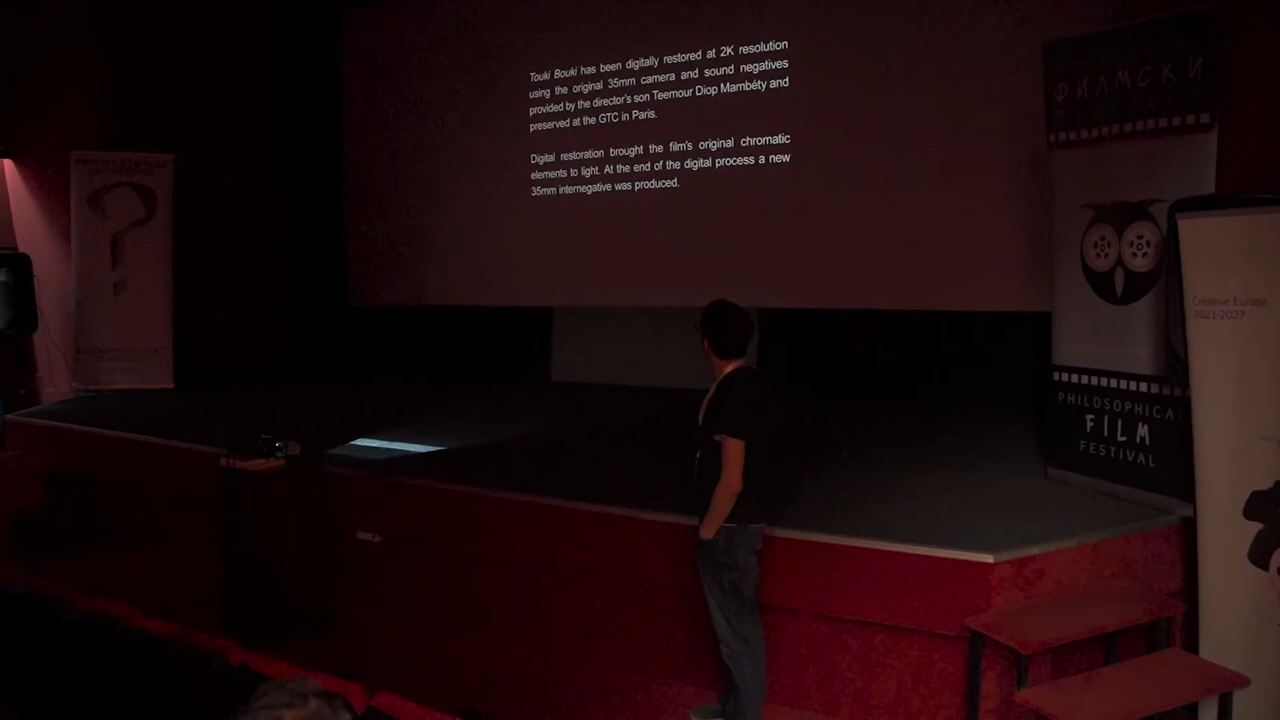 Touki Bouki has been digitally restored at 2K resolution
using the original 35mm camera and sound negatives
provided by the director's son Teemour Diop Mambéty and
preserved at the GTC in Paris.
Digital restoration brought the film's original chromatic
elements to light. At the end of the digital process a new
35mm internegative was produced.
ФИЛМСКИ
Creative Europe
2021-2027
PHILOSOPHICAL
FILM
FESTIVAL